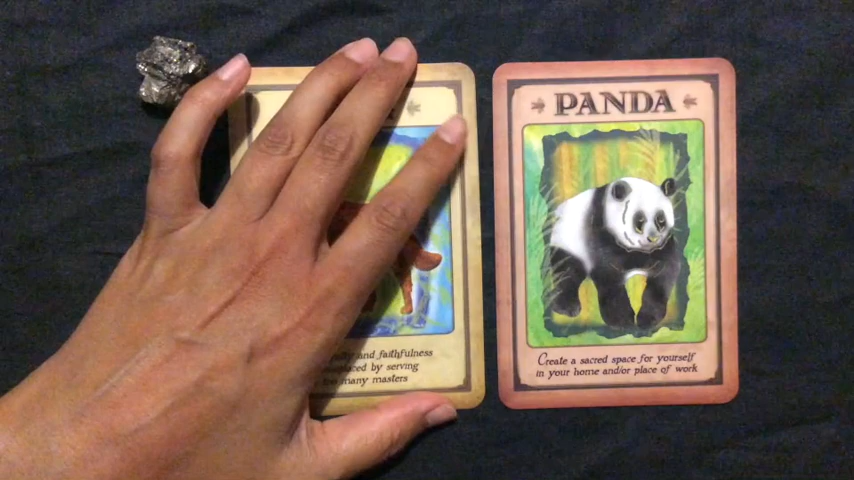 and faithfulness
by serving
many masters
PANDA
Create a sacred space for yourself
in your home and/or place of work